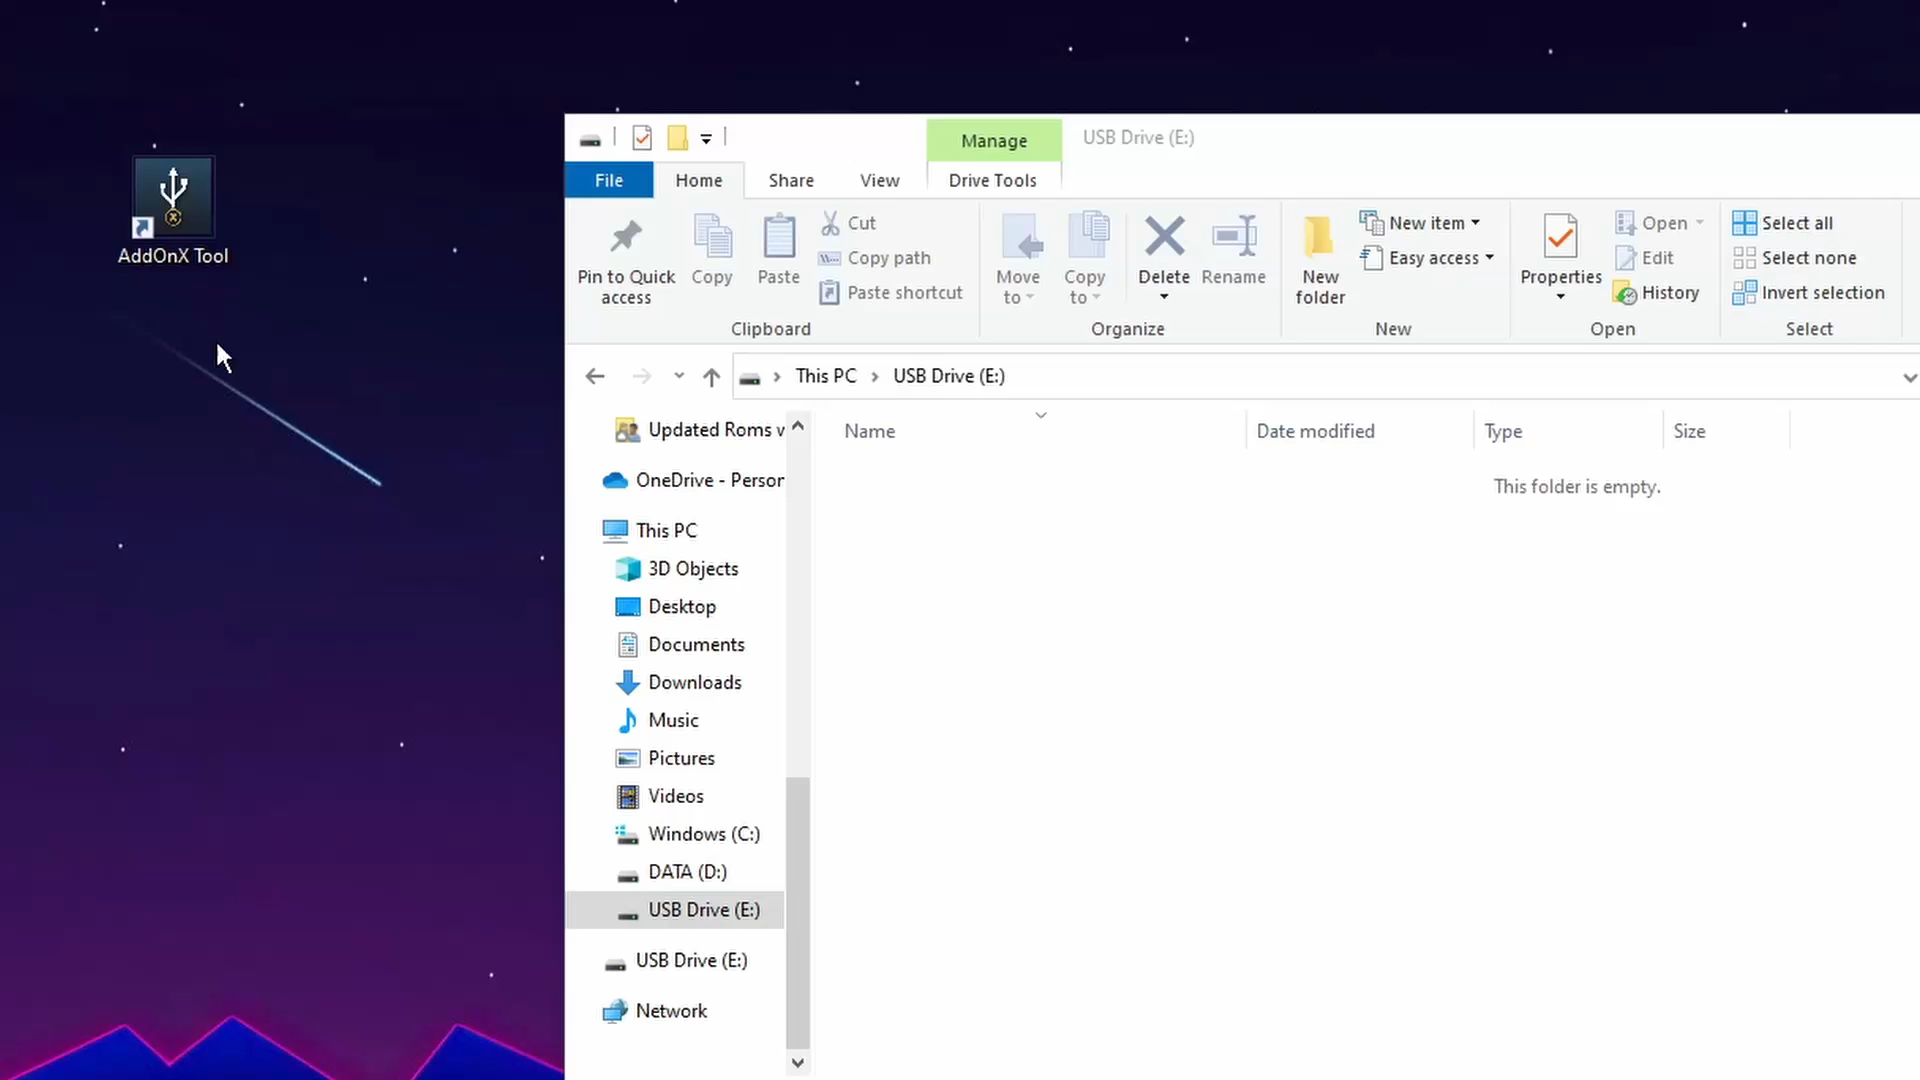 AddOnX Tool
Manage
USB Drive (E:)
File
Home
Share
View
Drive Tools
Pin to Quick
access
Copy
Paste
Cut
Copy path
Paste shortcut
Clipboard
Move
to
Copy
to
Delete
Rename
Organize
New
folder
New item
Easy access
New
Properties
Open
Edit
History
Open
Select all
Select none
Invert selection
Select
This PC
USB Drive (E:)
Name
Date modified
Type
Size
This folder is empty.
Updated Roms w
OneDrive - Person
This PC
3D Objects
Desktop
Documents
Downloads
Music
Pictures
Videos
Windows (C:)
DATA (D:)
USB Drive (E:)
USB Drive (E:)
Network